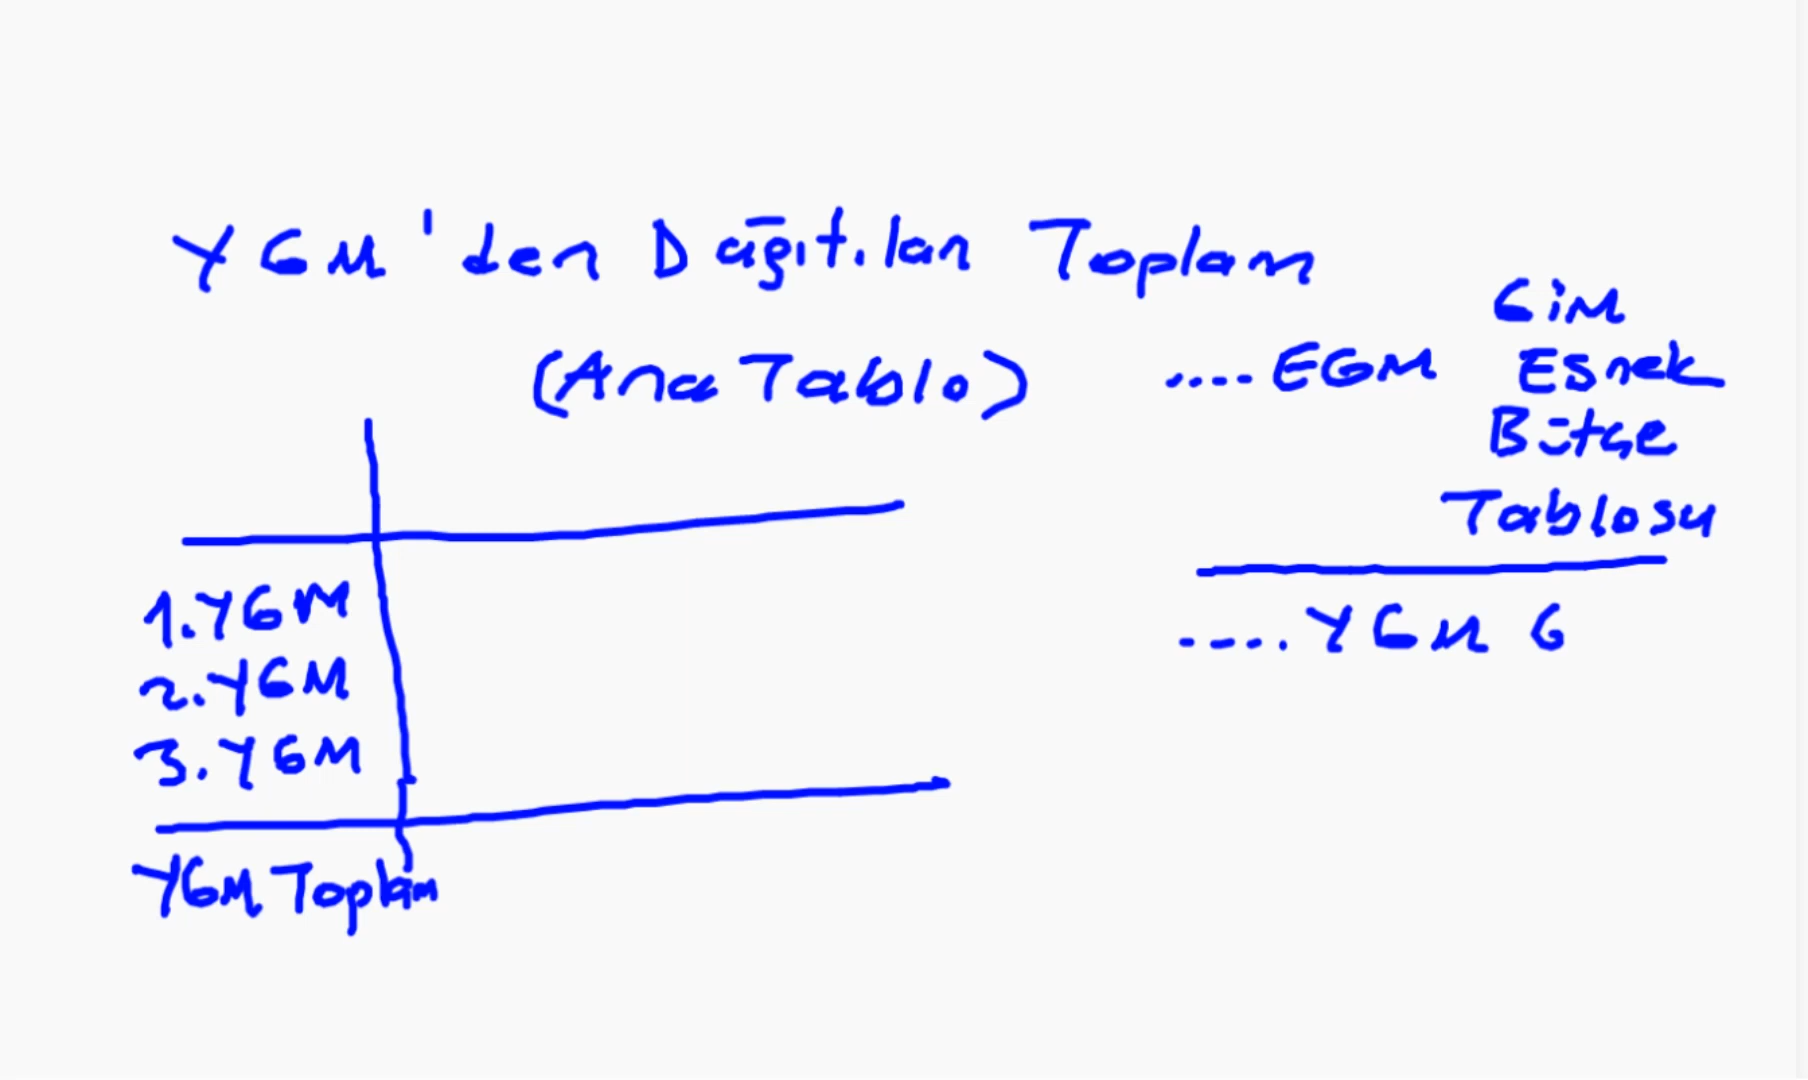 YGM'den Dağıtılan Toplam
(Ana Tablo)
.... EGM GİM
Esnek
Bütçe
Tablosu
.... YGM G
1.YGM
2.YGM
3.YGM
YGM Toplam